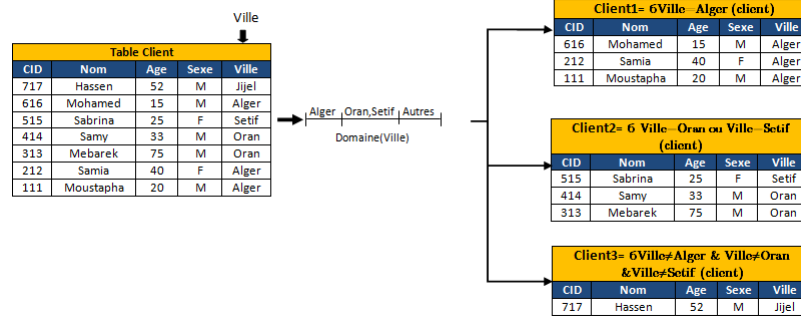 Ville
Table Client
CID Nom Age Sexe Ville
717 Hassen 52 M Jijel
616 Mohamed 15 M Alger
515 Sabrina 25 F Setif
414 Samy 33 M Oran
313 Mebarek 75 M Oran
212 Samia 40 F Alger
111 Moustapha 20 M Alger
Alger Oran,Setif Autres
Domaine(Ville)
Client1= σVille=Alger (client)
CID Nom Age Sexe Ville
616 Mohamed 15 M Alger
212 Samia 40 F Alger
111 Moustapha 20 M Alger
Client2= σ Ville=Oran ou Ville=Setif
(client)
CID Nom Age Sexe Ville
515 Sabrina 25 F Setif
414 Samy 33 M Oran
313 Mebarek 75 M Oran
Client3= σVille≠Alger & Ville≠Oran
&Ville≠Setif (client)
CID Nom Age Sexe Ville
717 Hassen 52 M Jijel